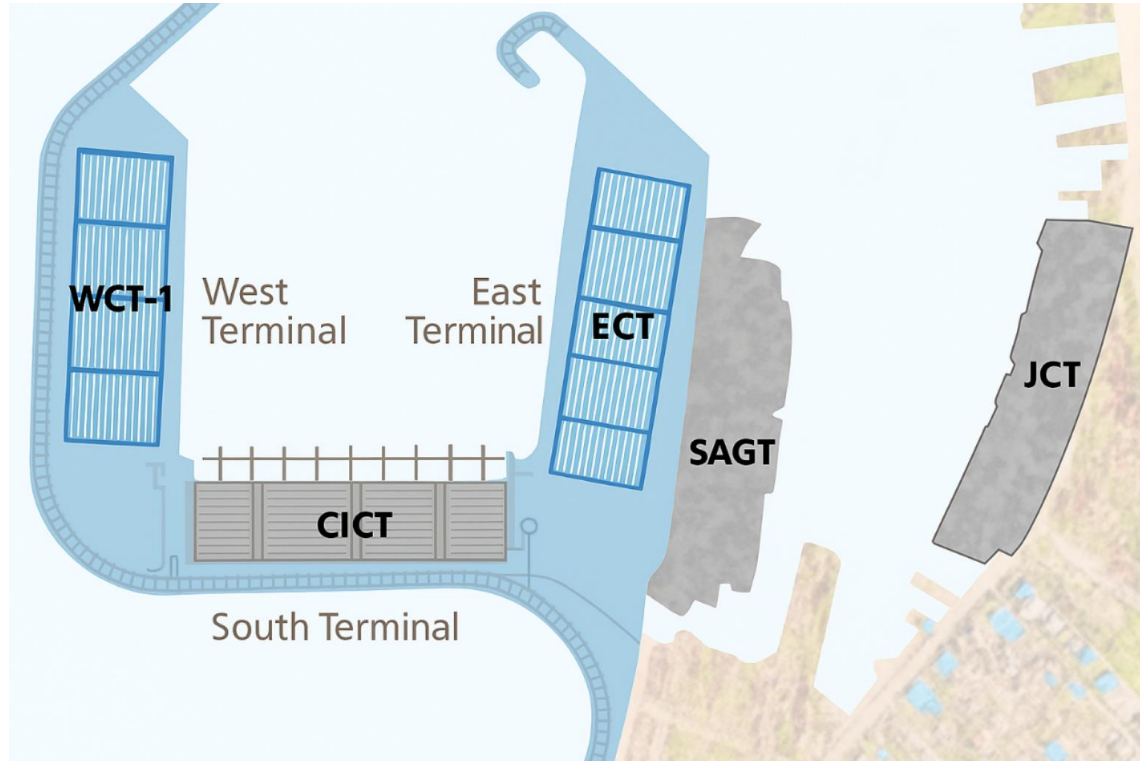 WCT-1
West
Terminal
East
Terminal
ECT
JCT
SAGT
CICT
South Terminal